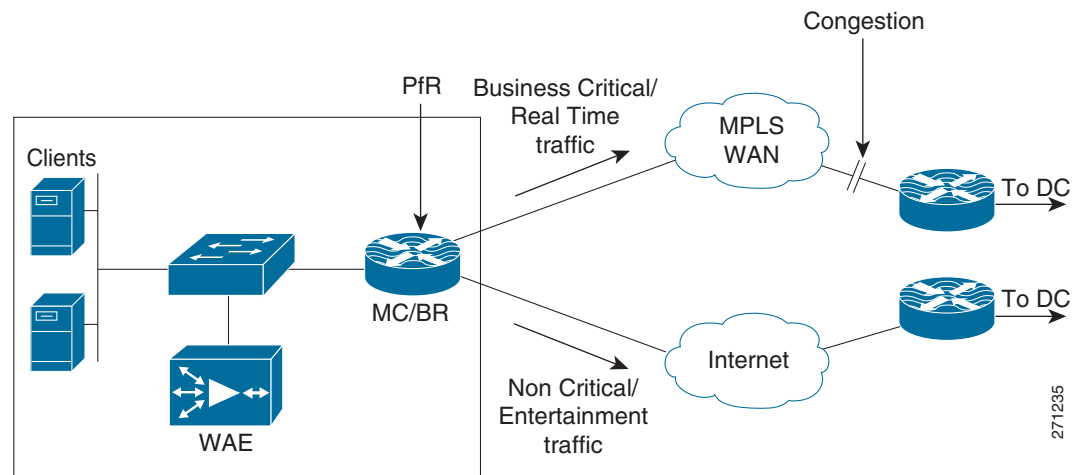 Congestion
PfR
Business Critical/
Real Time
traffic
MPLS
WAN
Clients
To DC
MC/BR
To DC
Internet
Non Critical/
Entertainment
traffic
WAE
271235